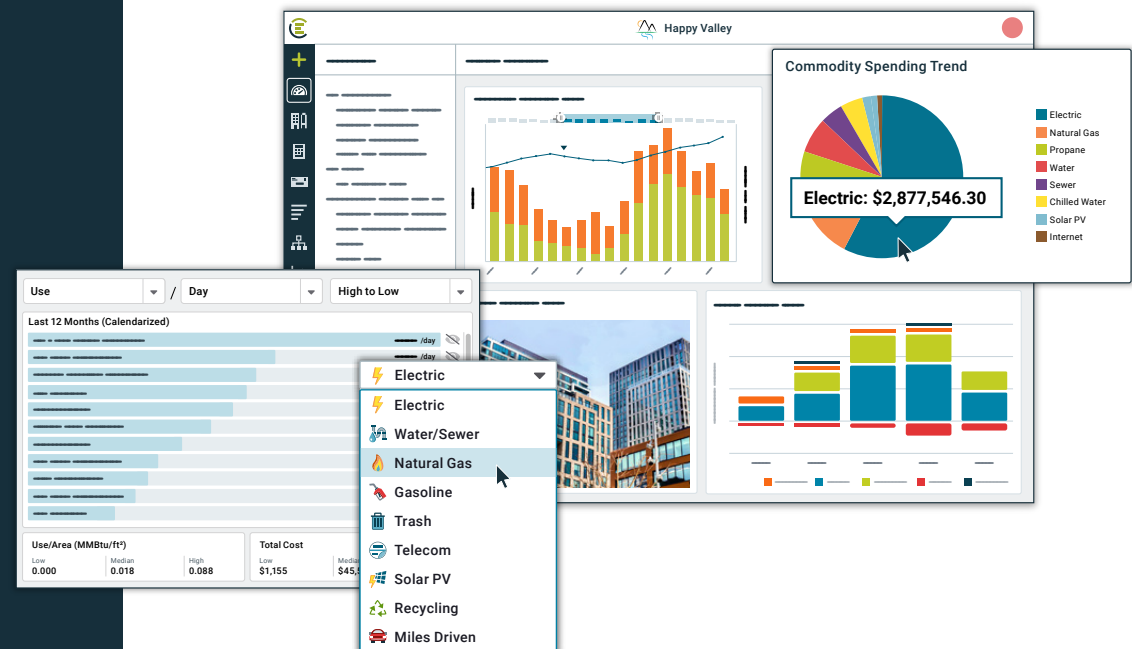 Happy Valley
Commodity Spending Trend
Electric
Natural Gas
Propane
Water
Sewer
Chilled Water
Solar PV
Internet
Electric: $2,877,546.30
Use / Day High to Low
Last 12 Months (Calendarized)
/day
/day
Use/Area (MMBtu/ft²)
Low Median High
0.000 0.018 0.088
Total Cost
Low
$1,155
Electric
Electric
Water/Sewer
Natural Gas
Gasoline
Trash
Telecom
Solar PV
Recycling
Miles Driven